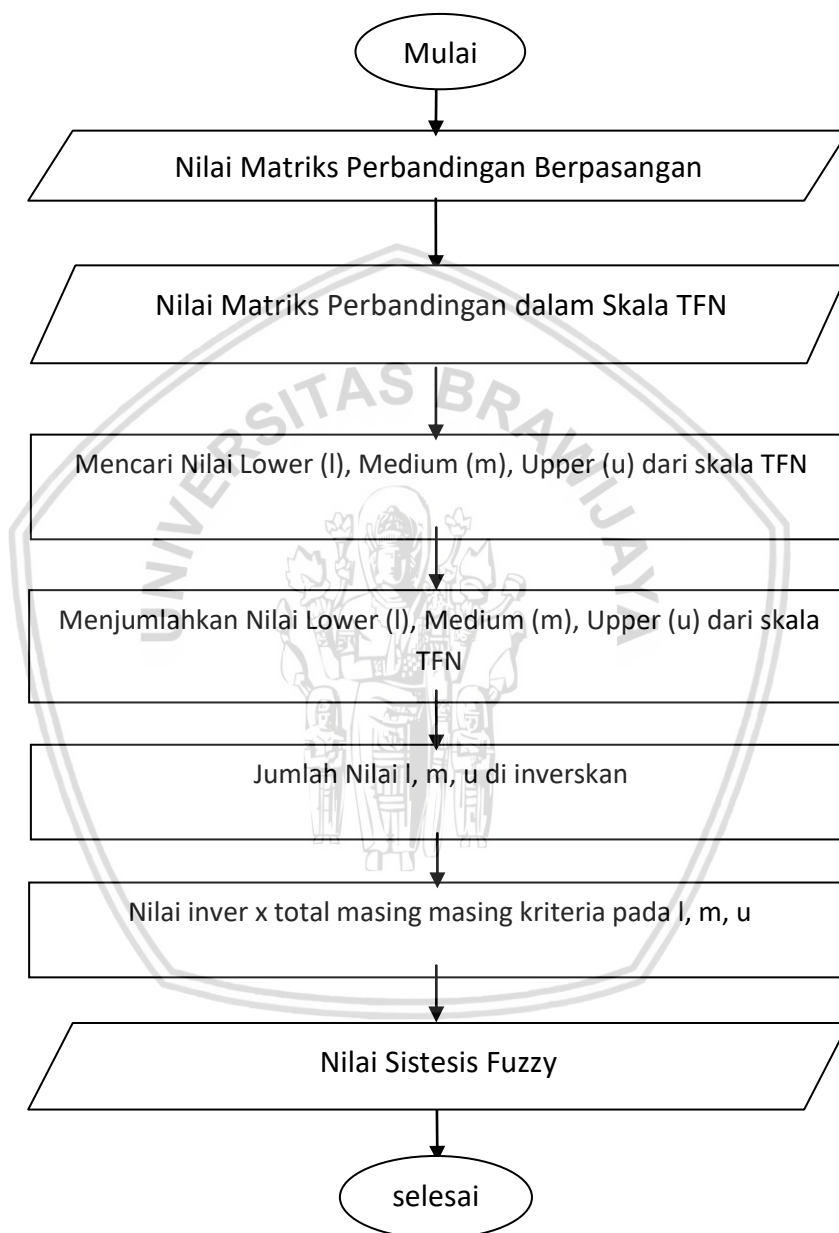 Mulai
Nilai Matriks Perbandingan Berpasangan
Nilai Matriks Perbandingan dalam Skala TFN
UNIVERSITAS BRAWIJAYA
Mencari Nilai Lower (l), Medium (m), Upper (u) dari skala TFN
Menjumlahkan Nilai Lower (l), Medium (m), Upper (u) dari skala
TFN
Jumlah Nilai l, m, u di inverskan
Nilai inver x total masing masing kriteria pada l, m, u
Nilai Sistesis Fuzzy
selesai